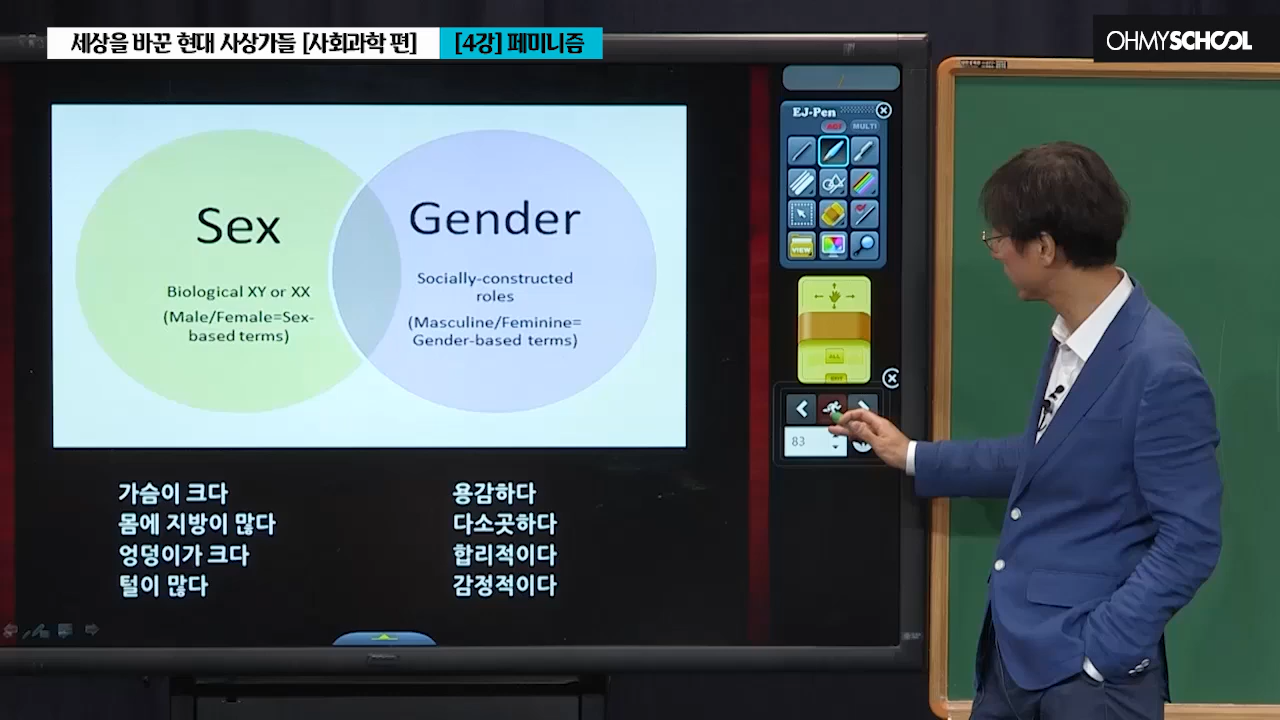 세상을 바꾼 현대 사상가들 [사회과학 편]
[4강] 페미니즘
OHMYSCHOOL
EJ-Pen
MULTI
Sex
Biological XY or XX
(Male/Female=Sex-
based terms)
Gender
Socially-constructed
roles
(Masculine/Feminine=
Gender-based terms)
VIEW
ALL
83
가슴이 크다
몸에 지방이 많다
엉덩이가 크다
털이 많다
용감하다
다소곳하다
합리적이다
감정적이다